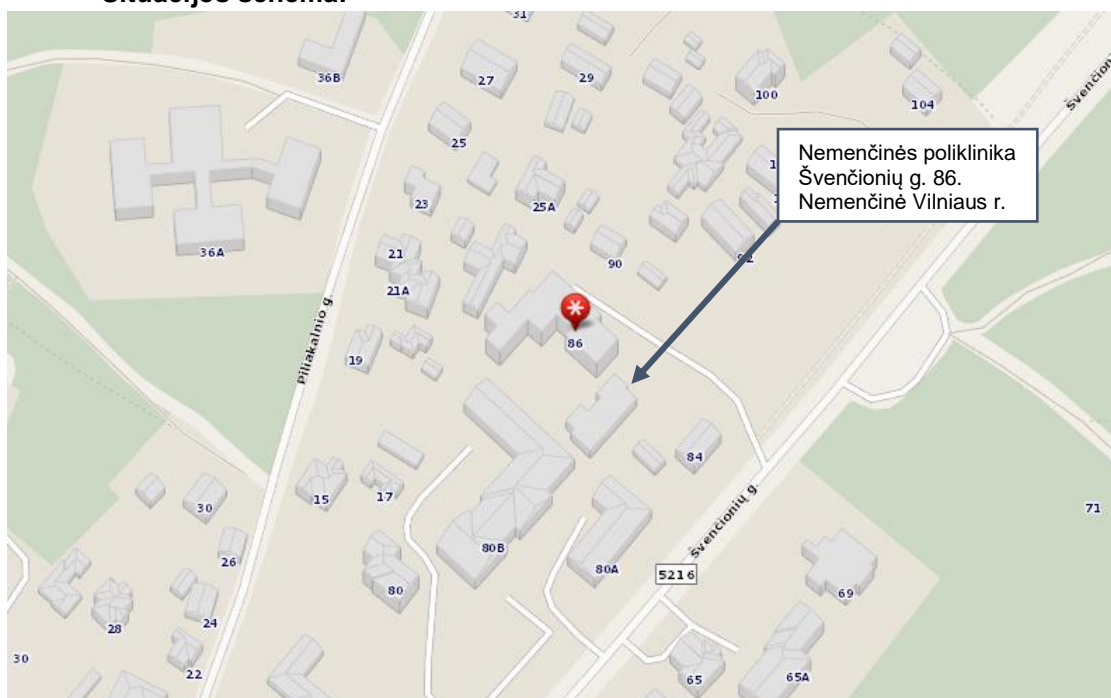 Situacijos schema:
31
36B
27
29
100
104
Švenčioni
25
Nemenčinės poliklinika
Švenčionių g. 86.
Nemenčinė Vilniaus r.
23
25A
36A
21
90
92
21A
Piliakalnio g.
86
19
84
15
17
30
71
Švenčionių g.
26
80B
80A
5216
80
69
28
24
30
22
65
65A